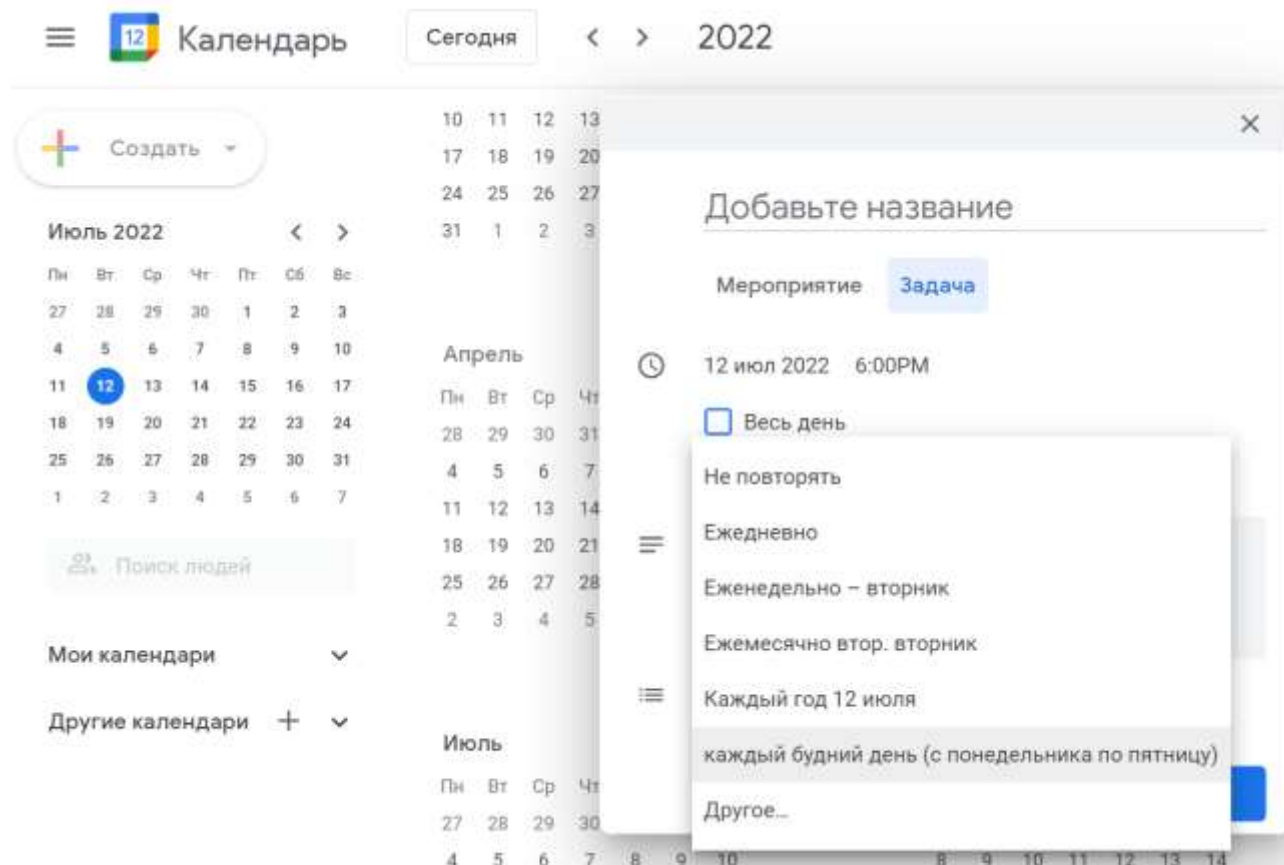 12 Календарь Сегодня < > 2022
Создать
Июль 2022 < >
Пн Вт Ср Чт Пт Сб Вс
27 28 29 30 1 2 3
4 5 6 7 8 9 10
11 12 13 14 15 16 17
18 19 20 21 22 23 24
25 26 27 28 29 30 31
1 2 3 4 5 6 7
Поиск людей
Мои календари
Другие календари +
10 11 12 13
17 18 19 20
24 25 26 27
31 1 2 3
Апрель
Пн Вт Ср Чт
28 29 30 31
4 5 6 7
11 12 13 14
18 19 20 21
25 26 27 28
2 3 4 5
Июль
Пн Вт Ср Чт
27 28 29 30
4 5 6 7 8 9 10 8 9 10 11 12 13 14
Добавьте название
Мероприятие Задача
12 июл 2022 6:00PM
Весь день
Не повторять
Ежедневно
Еженедельно – вторник
Ежемесячно втор. вторник
Каждый год 12 июля
каждый будний день (с понедельника по пятницу)
Другое...